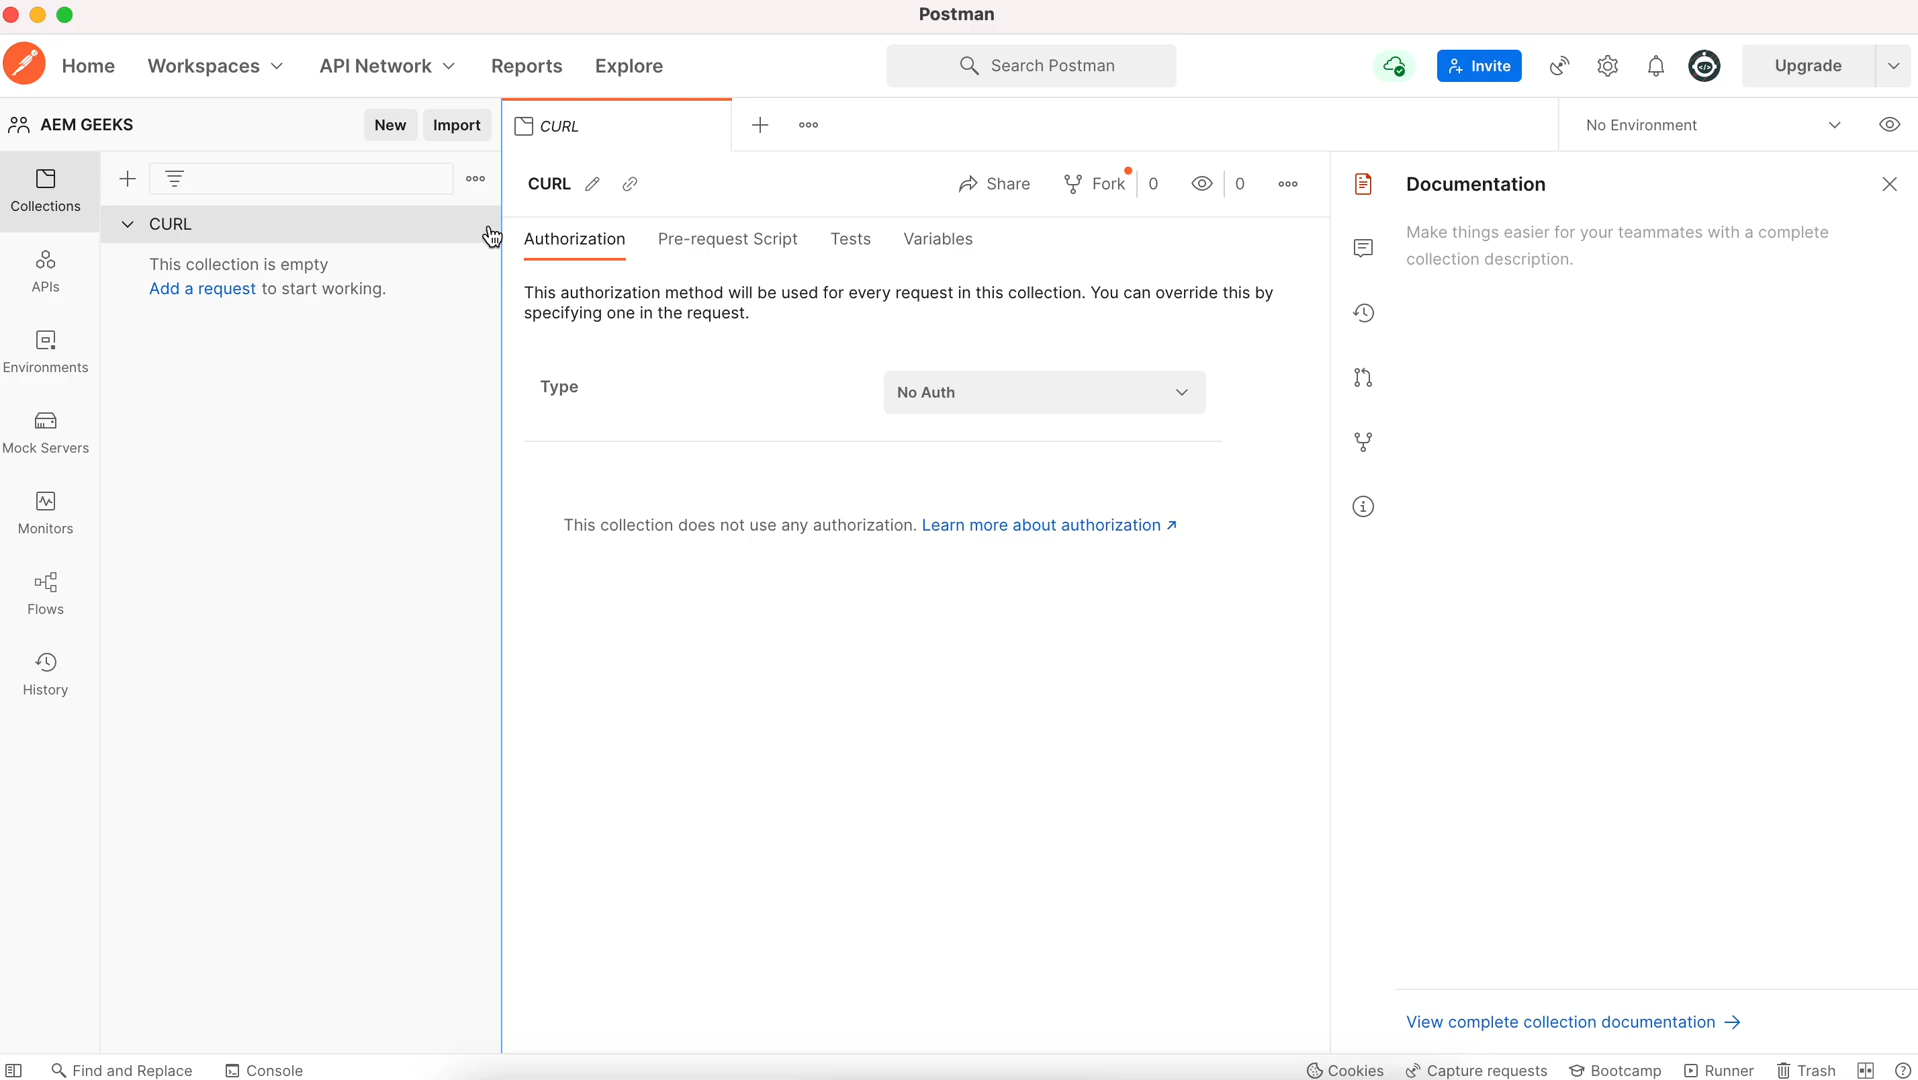 Postman
Home
Workspaces
API Network
Reports
Explore
Search Postman
Invite
Upgrade
AEM GEEKS
New
Import
CURL
No Environment
Collections
APIs
Environments
Mock Servers
Monitors
Flows
History
CURL
This collection is empty
Add a request to start working.
CURL
Share
Fork
0
0
Authorization
Pre-request Script
Tests
Variables
This authorization method will be used for every request in this collection. You can override this by
specifying one in the request.
Type
No Auth
This collection does not use any authorization. Learn more about authorization ↗
Documentation
Make things easier for your teammates with a complete
collection description.
View complete collection documentation →
Find and Replace
Console
Cookies
Capture requests
Bootcamp
Runner
Trash